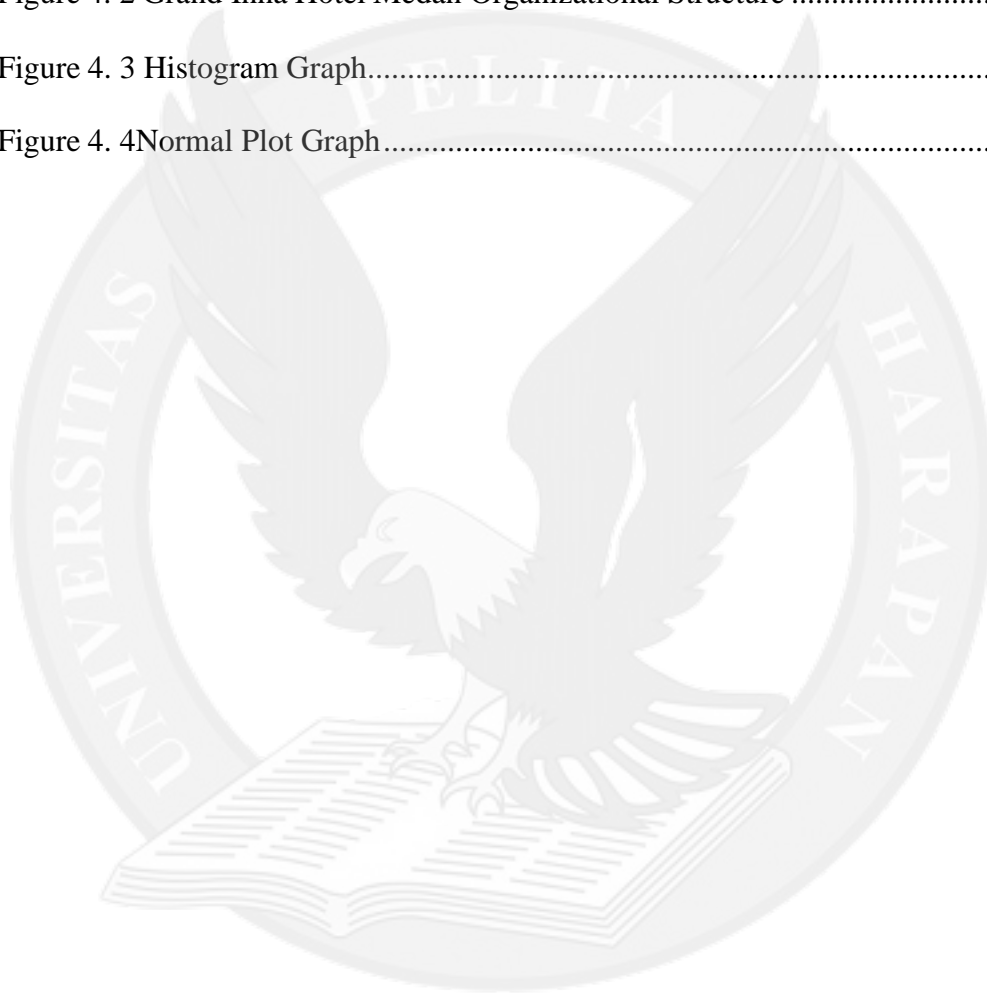 Figure 4. 2 Grand Inna Hotel Medan Organizational Structure ........................
Figure 4. 3 Histogram Graph...............................................................................
Figure 4. 4Normal Plot Graph.............................................................................
UNIVERSITAS PELITA HARAPAN